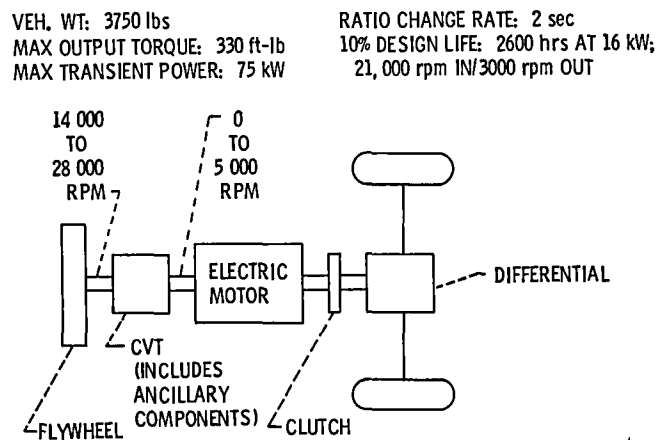 VEH. WT: 3750 lbs
MAX OUTPUT TORQUE: 330 ft-lb
MAX TRANSIENT POWER: 75 kW
RATIO CHANGE RATE: 2 sec
10% DESIGN LIFE: 2600 hrs AT 16 kW;
21,000 rpm IN/3000 rpm OUT
14 000
TO
28 000
RPM
0
TO
5 000
RPM
ELECTRIC
MOTOR
DIFFERENTIAL
CVT
(INCLUDES
ANCILLARY
COMPONENTS)
CLUTCH
FLYWHEEL